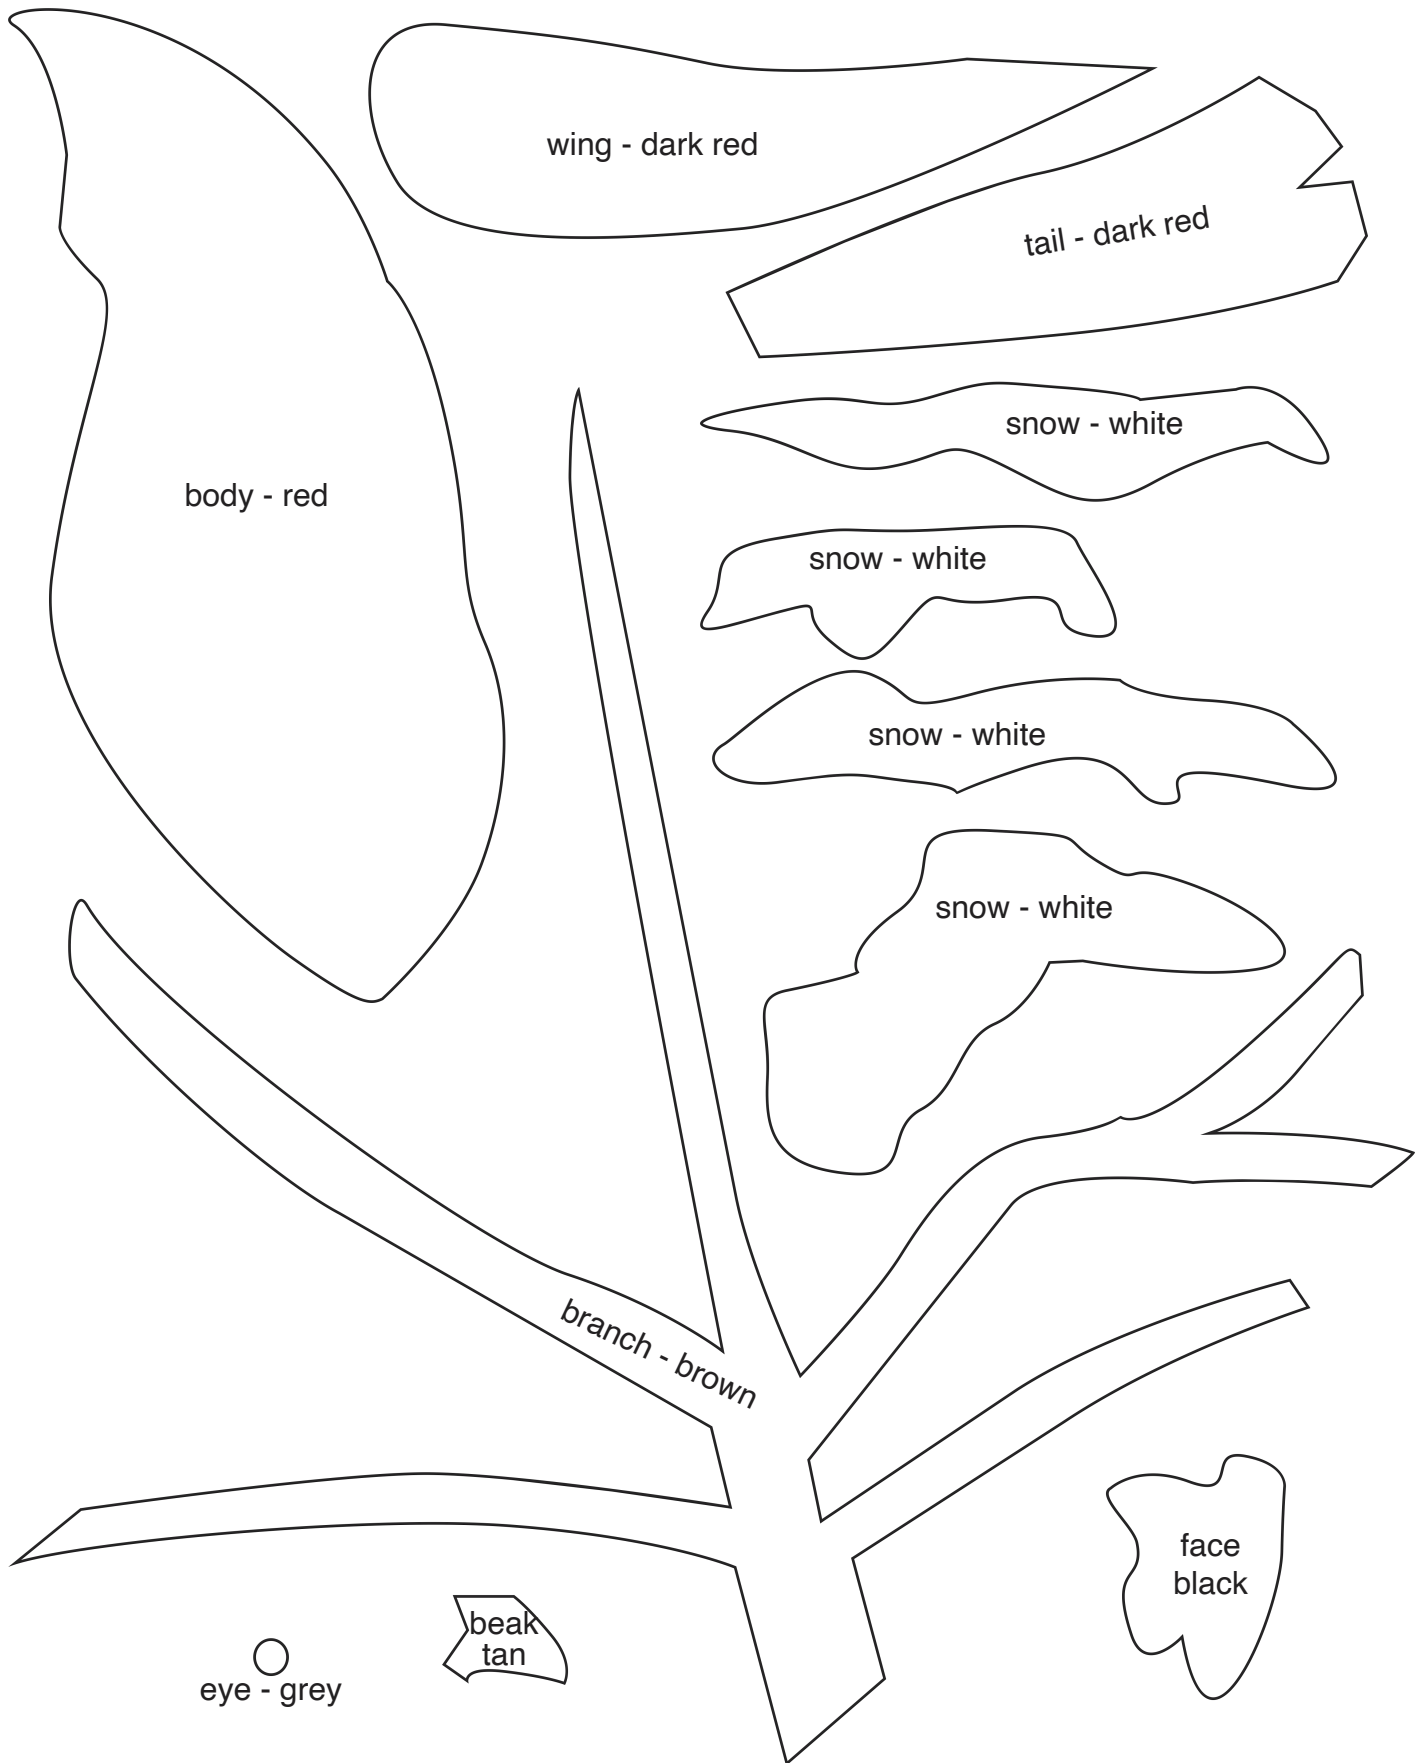 wing - dark red
tail - dark red
snow - white
body - red
snow - white
snow - white
snow - white
branch - brown
face
black
beak
tan
eye - grey